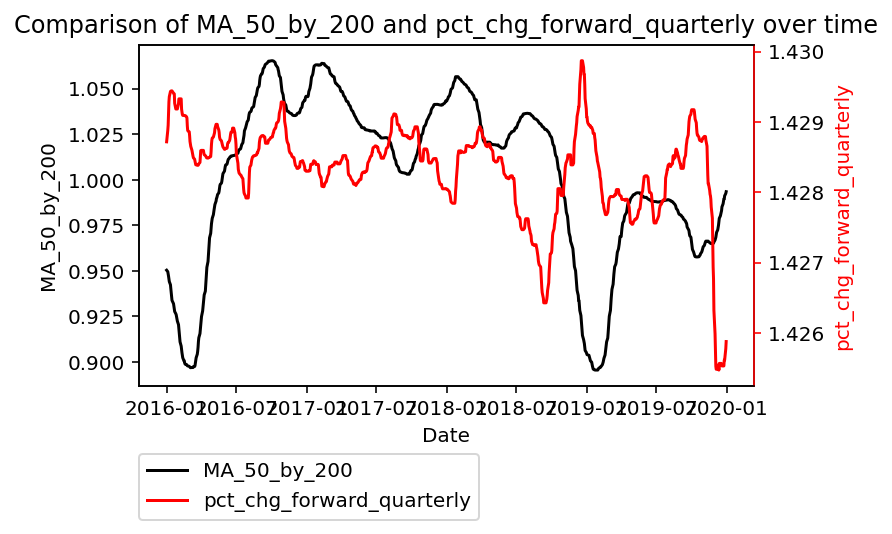 Comparison of MA_50_by_200 and pct_chg_forward_quarterly over time
MA_50_by_200
1.050
1.025
1.000
0.975
0.950
0.925
0.900
1.430
1.429
1.428
1.427
1.426
pct_chg_forward_quarterly
2016-01 2016-07 2017-01 2017-07 2018-01 2018-07 2019-01 2019-07 2020-01
Date
MA_50_by_200
pct_chg_forward_quarterly